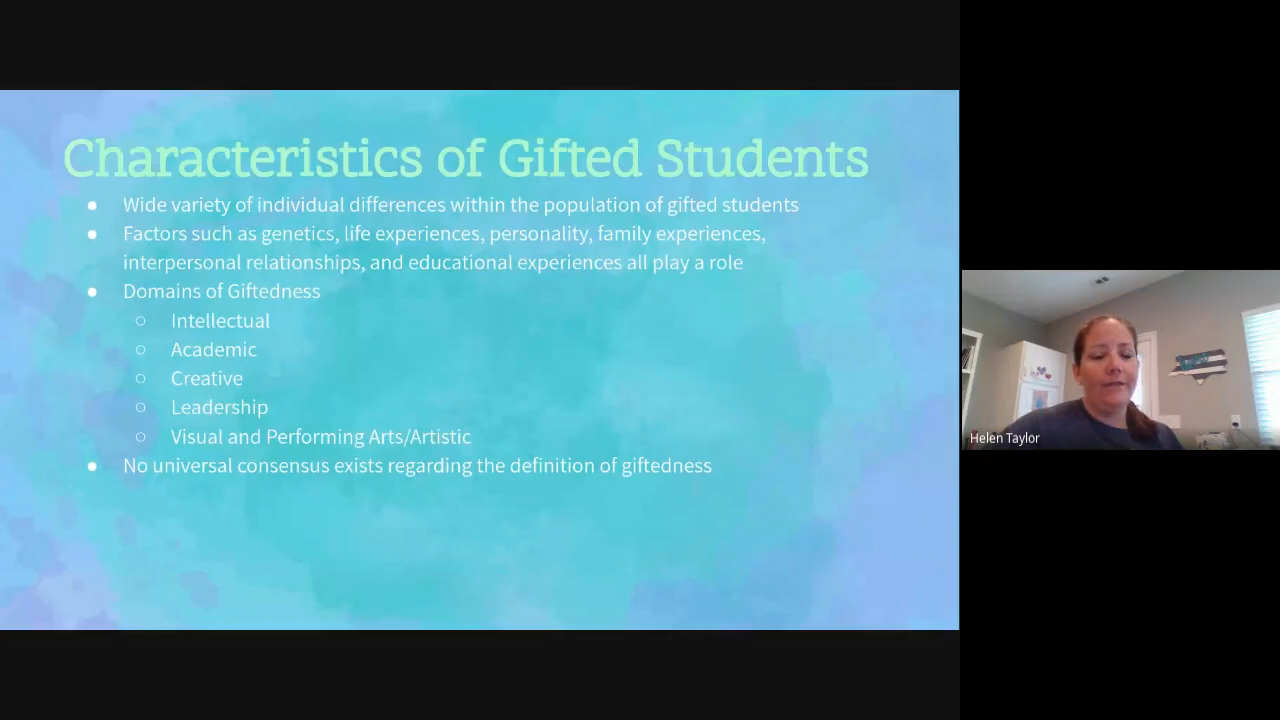 Characteristics of Gifted Students
● Wide variety of individual differences within the population of gifted students
● Factors such as genetics, life experiences, personality, family experiences,
interpersonal relationships, and educational experiences all play a role
● Domains of Giftedness
○ Intellectual
○ Academic
○ Creative
○ Leadership
○ Visual and Performing Arts/Artistic
● No universal consensus exists regarding the definition of giftedness
Helen Taylor